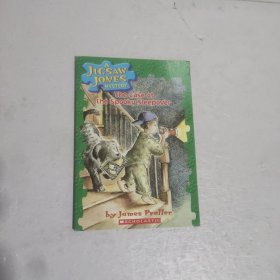 A
JIGSAW
JONES
MYSTERY
The Case of
the Spooky Sleepover
by James Preller
SCHOLASTIC